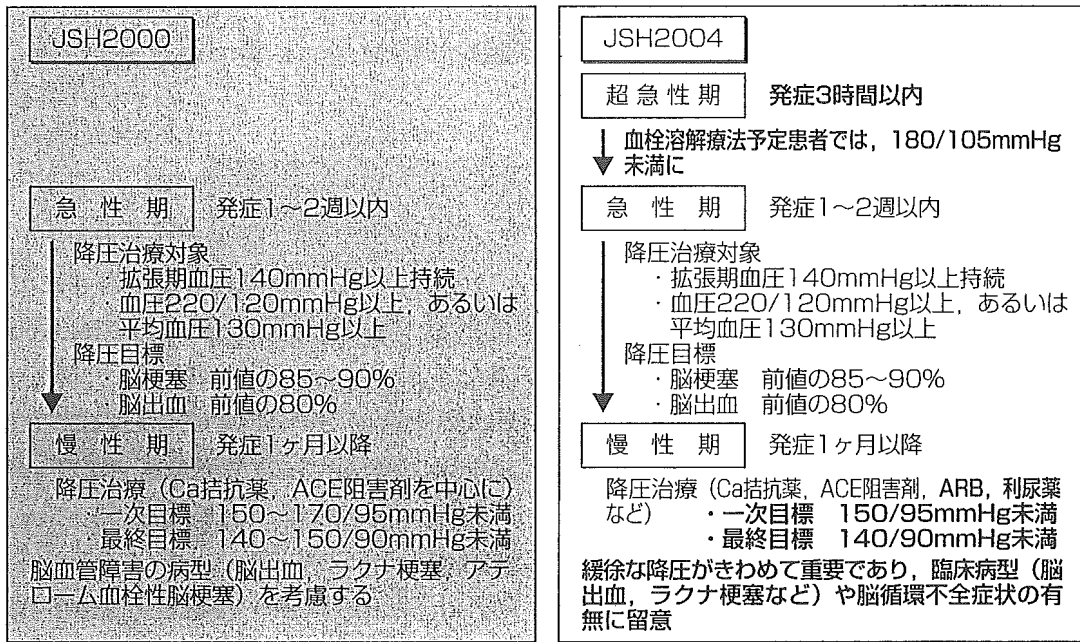 JSH2000
急性期 発症1～2週以内
降圧治療対象
・拡張期血圧140mmHg以上持続
・血圧220/120mmHg以上，あるいは
平均血圧130mmHg以上
降圧目標
・脳梗塞 前値の85～90%
・脳出血 前値の80%
慢性期 発症1ヶ月以降
降圧治療（Ca拮抗薬，ACE阻害剤を中心に）
・一次目標 150～170/95mmHg未満
・最終目標 140～150/90mmHg未満
脳血管障害の病型（脳出血，ラクナ梗塞，アテ
ローム血栓性脳梗塞）を考慮する
JSH2004
超急性期 発症3時間以内
血栓溶解療法予定患者では，180/105mmHg
未満に
急性期 発症1～2週以内
降圧治療対象
・拡張期血圧140mmHg以上持続
・血圧220/120mmHg以上，あるいは
平均血圧130mmHg以上
降圧目標
・脳梗塞 前値の85～90%
・脳出血 前値の80%
慢性期 発症1ヶ月以降
降圧治療（Ca拮抗薬，ACE阻害剤，ARB，利尿薬
など） ・一次目標 150/95mmHg未満
・最終目標 140/90mmHg未満
緩徐な降圧がきわめて重要であり，臨床病型（脳
出血，ラクナ梗塞など）や脳循環不全症状の有
無に留意